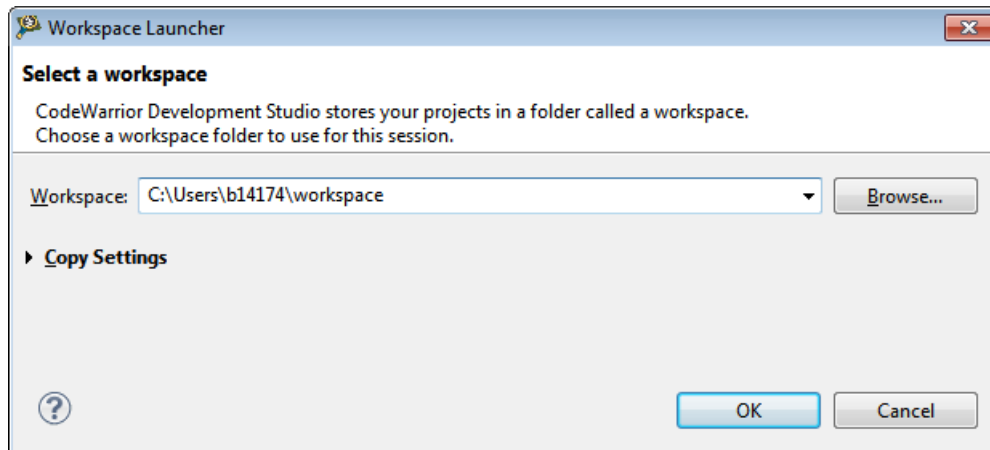 Workspace Launcher
Select a workspace
CodeWarrior Development Studio stores your projects in a folder called a workspace.
Choose a workspace folder to use for this session.
Workspace: C:\Users\b14174\workspace Browse...
Copy Settings
? OK Cancel